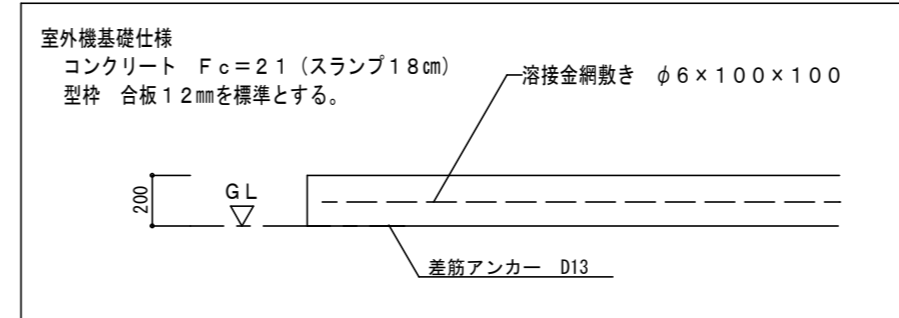 室外機基礎仕様
コンクリート　Ｆｃ＝２１（スランプ１８㎝）
型枠　合板１２㎜を標準とする。
溶接金網敷き　φ６×１００×１００
200
ＧＬ
差筋アンカー　D13